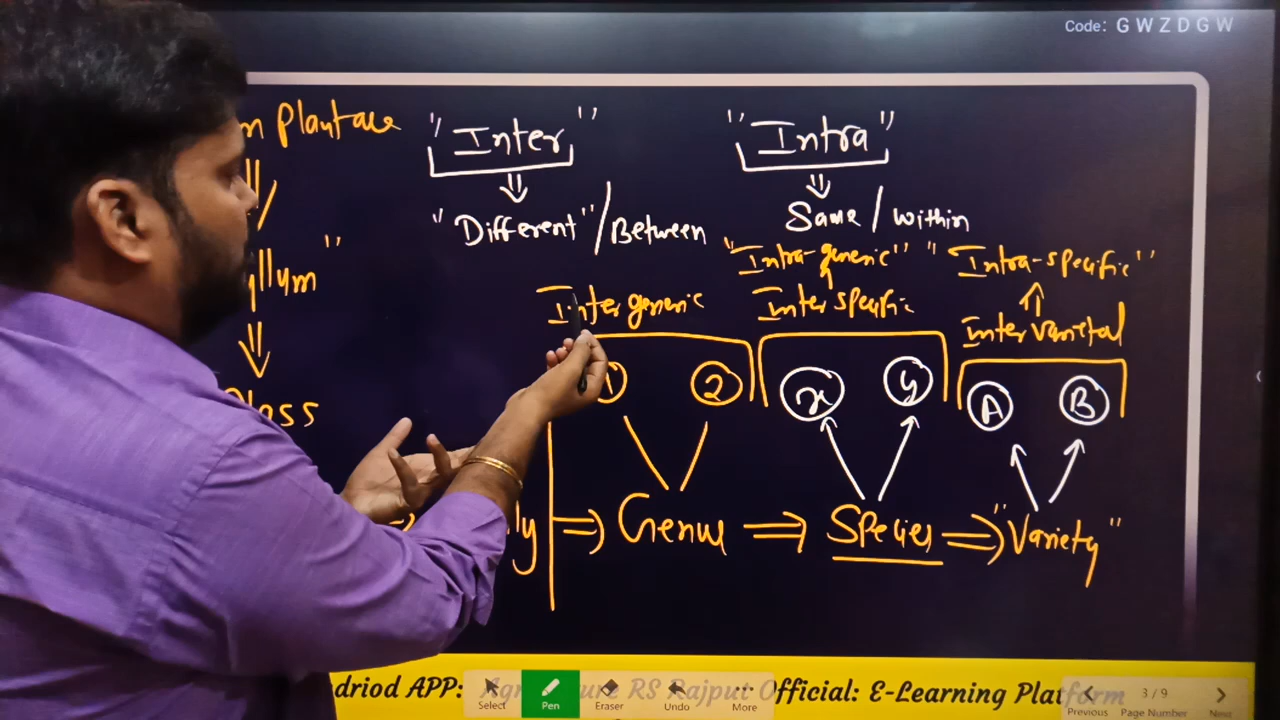 Code: G W Z D G W
Plantae
"Inter" "Intra"
"Different"/Between Same/within
"Intra-generic" "Intra-specific"
Inter generic Inter specific Inter varietal
"
1 2 x y A B
Genus Species "Variety"
Official: E-Learning Platform
Select Pen Eraser Undo More
3 / 9
Previous Page Number Next